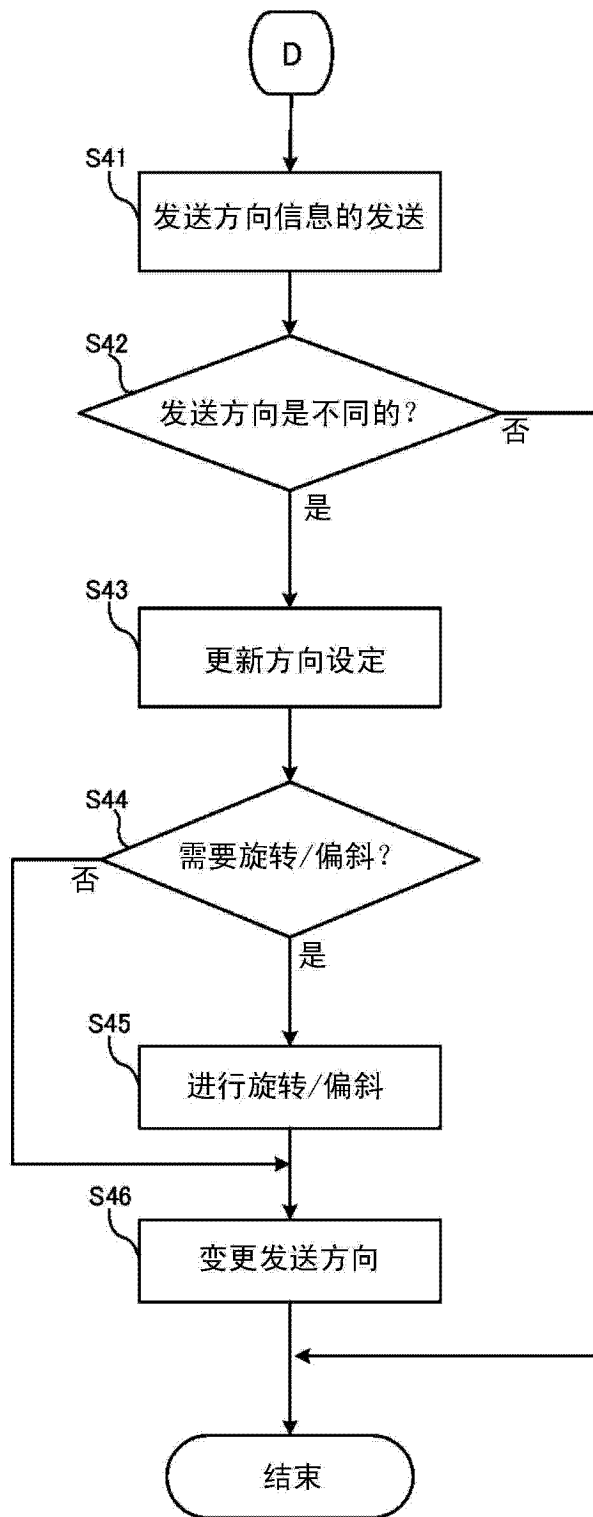 D
S41
发送方向信息的发送
S42
发送方向是不同的？
否
是
S43
更新方向设定
S44
需要旋转/偏斜？
否
是
S45
进行旋转/偏斜
S46
变更发送方向
结束